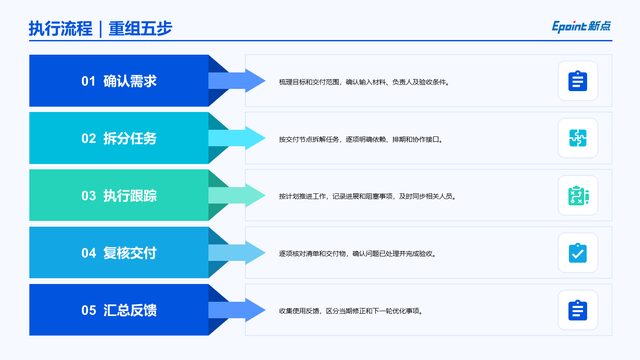 执行流程｜重组五步
Epoint新点
01 确认需求
梳理目标和交付范围，确认输入材料、负责人及验收条件。
02 拆分任务
按交付节点拆解任务，逐项明确依赖、排期和协作接口。
03 执行跟踪
按计划推进工作，记录进展和阻塞事项，及时同步相关人员。
04 复核交付
逐项核对清单和交付物，确认问题已处理并完成验收。
05 汇总反馈
收集使用反馈，区分当期修正和下一轮优化事项。